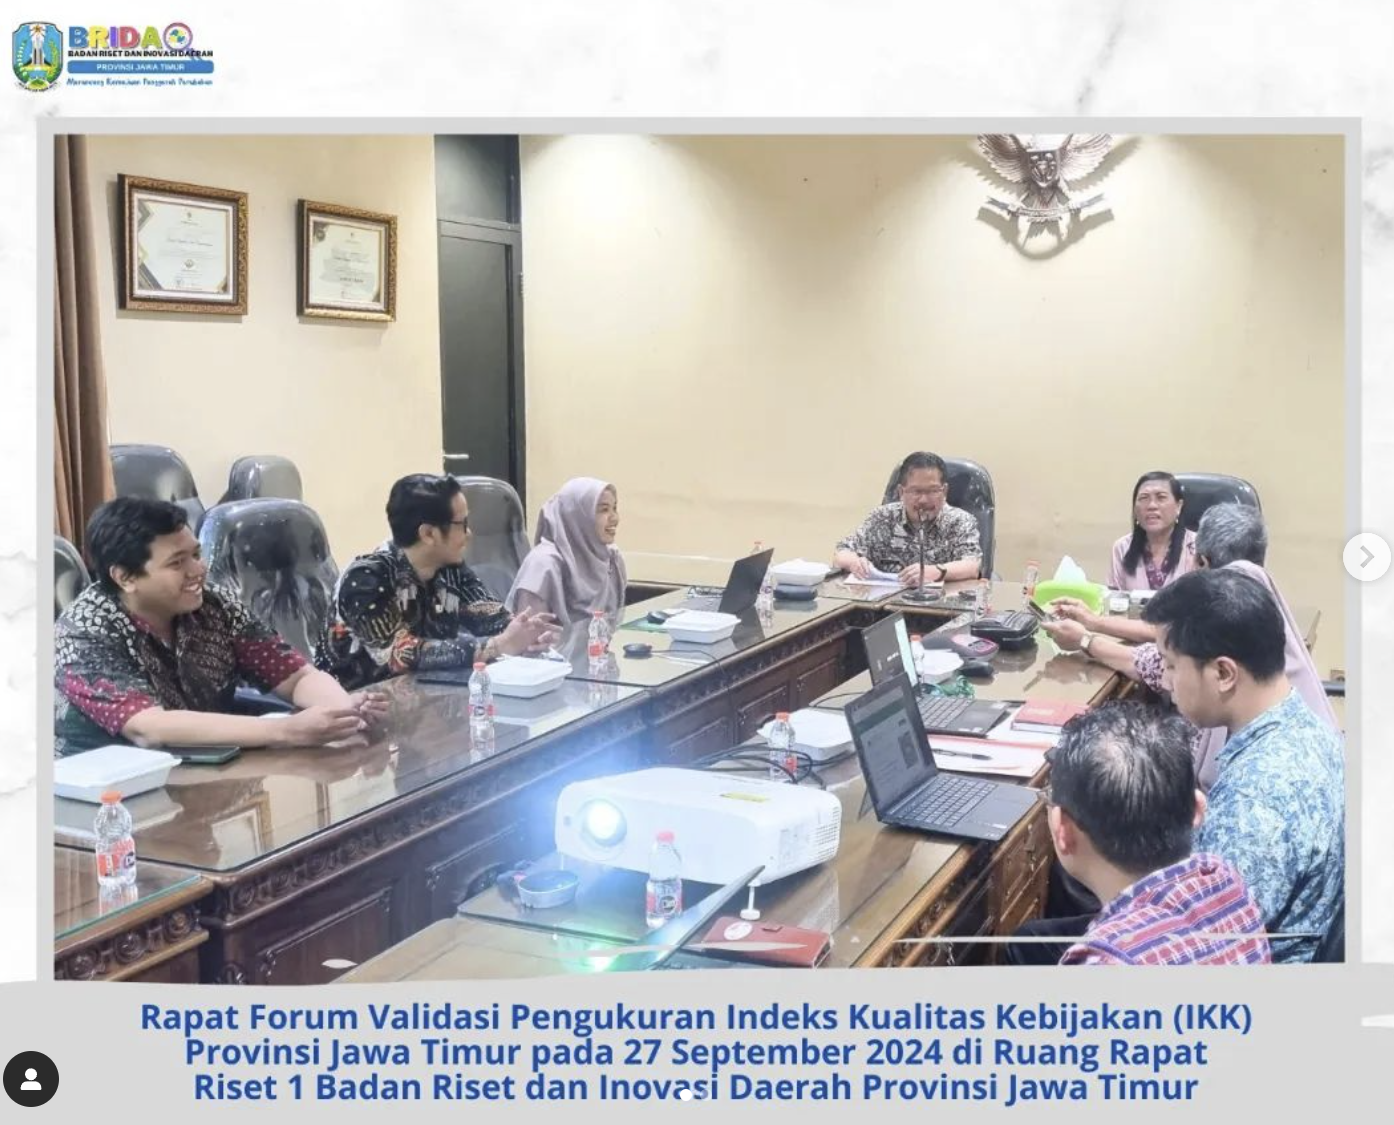 BRIDA
BADAN RISET DAN INOVASI DAERAH
PROVINSI JAWA TIMUR
Rapat Forum Validasi Pengukuran Indeks Kualitas Kebijakan (IKK)
Provinsi Jawa Timur pada 27 September 2024 di Ruang Rapat
Riset 1 Badan Riset dan Inovasi Daerah Provinsi Jawa Timur